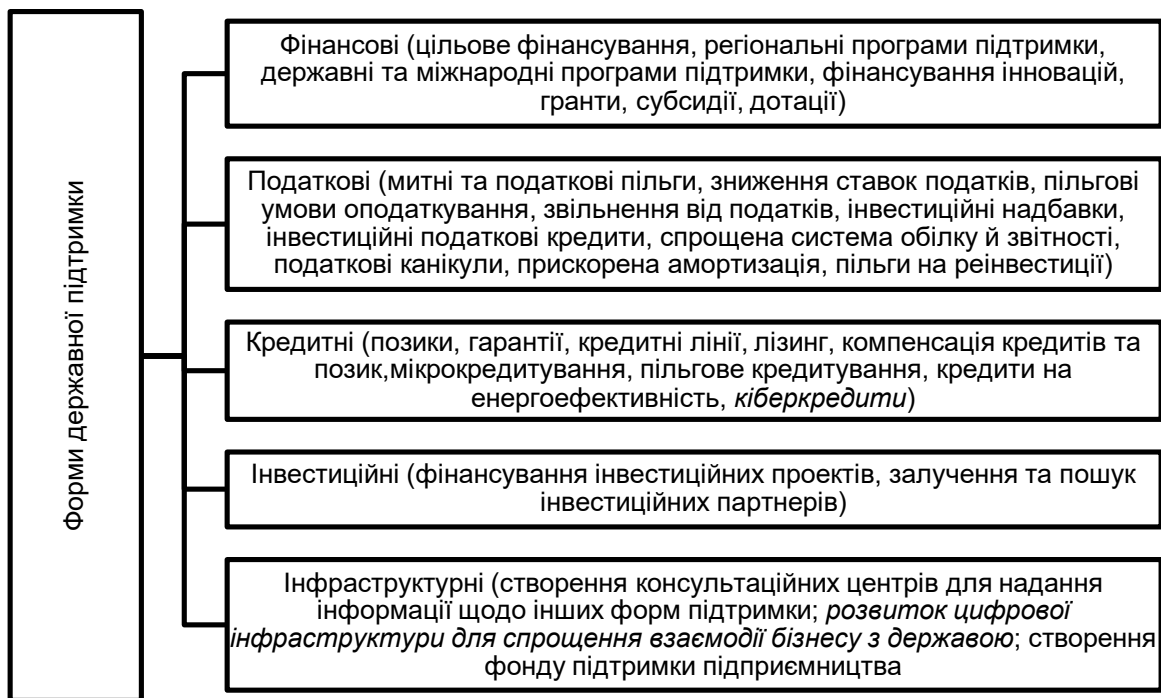 Форми державної підтримки
Фінансові (цільове фінансування, регіональні програми підтримки,
державні та міжнародні програми підтримки, фінансування інновацій,
гранти, субсидії, дотації)
Податкові (митні та податкові пільги, зниження ставок податків, пільгові
умови оподаткування, звільнення від податків, інвестиційні надбавки,
інвестиційні податкові кредити, спрощена система обілку й звітності,
податкові канікули, прискорена амортизація, пільги на реінвестиції)
Кредитні (позики, гарантії, кредитні лінії, лізинг, компенсація кредитів та
позик,мікрокредитування, пільгове кредитування, кредити на
енергоефективність, кіберкредити)
Інвестиційні (фінансування інвестиційних проектів, залучення та пошук
інвестиційних партнерів)
Інфраструктурні (створення консультаційних центрів для надання
інформації щодо інших форм підтримки; розвиток цифрової
інфраструктури для спрощення взаємодії бізнесу з державою; створення
фонду підтримки підприємництва